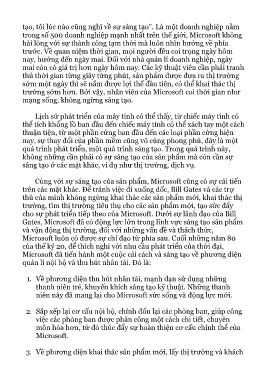 tạo, tôi lúc nào cũng nghĩ về sự sáng tạo". Là một doanh nghiệp nằm
trong số 500 doanh nghiệp mạnh nhất trên thế giới, Microsoft không
hài lòng với sự thành công tạm thời mà luôn nhìn hướng về phía
trước. Về quan niệm thời gian, mọi người đều coi trọng ngày hôm
nay, hướng đến ngày mai. Đối với nhà quản lí doanh nghiệp, ngày
mai còn có giá trị hơn ngày hôm nay. Các kỹ thuật viên cần phải tranh
thủ thời gian từng giây từng phút, sản phẩm được đưa ra thị trường
sớm một ngày thì sẽ nắm được lợi thế đầu tiên, có thể khai thác thị
trường sớm hơn. Bởi vậy, nhân viên của Microsoft coi thời gian như
mạng sống, không ngừng sáng tạo.
Lịch sử phát triển của máy tính có thể thấy, từ chiếc máy tính có
thể tích khổng lồ ban đầu đến chiếc máy tính có thể xách tay một cách
thuận tiện, từ một phần cứng ban đầu đến các loại phần cứng hiện
nay, sự thay đổi của phần mềm cũng vô cùng phong phú, đây là một
quá trình phát triển, một quá trình sáng tạo. Trong quá trình này,
không những cần phải có sự sáng tạo của sản phẩm mà còn cần sự
sáng tạo ở các mặt khác, ví dụ như thị trường, dịch vụ.
Cùng với sự sáng tạo của sản phẩm, Microsoft cũng có sự cải tiến
trên các mặt khác. Để tránh việc đi xuống dốc, Bill Gates và các trợ
thủ của mình không ngừng khai thác các sản phẩm mới, khai thác thị
trường, tìm thị trường tiêu thụ cho các sản phẩm mới, tạo sức đẩy
cho sự phát triển tiếp theo của Microsoft. Dưới sự lãnh đạo của Bill
Gates, Microsoft đã có động lực lớn trong lĩnh vực sáng tạo sản phẩm
và vận động thị trường, đối với những vấn đề và thách thức,
Microsoft luôn có được sự chỉ đạo từ phía sau. Cuối những năm 80
của thế kỷ 20, để thích nghi với nhu cầu phát triển của thời đại,
Microsoft đã tiến hành một cuộc cải cách và sáng tạo về phương diện
quản lí nội bộ và thu hút nhân tài. Đó là:
1. Về phương diện thu hút nhân tài, mạnh dạn sử dụng những
thanh niên trẻ, khuyến khích sáng tạo kỹ thuật. Những thanh
niên này đã mang lại cho Microsoft sức sống và động lực mới.
2. Sắp xếp lại cơ cấu nội bộ, chỉnh đốn lại các phòng ban, giúp công
việc các phòng ban được phân công một cách chi tiết, chuyên
môn hóa hơn, từ đó thúc đẩy sự hoàn thiện cơ cấu chính thể của
Microsoft.
3. Về phương diện khai thác sản phẩm mới, lấy thị trường và khách